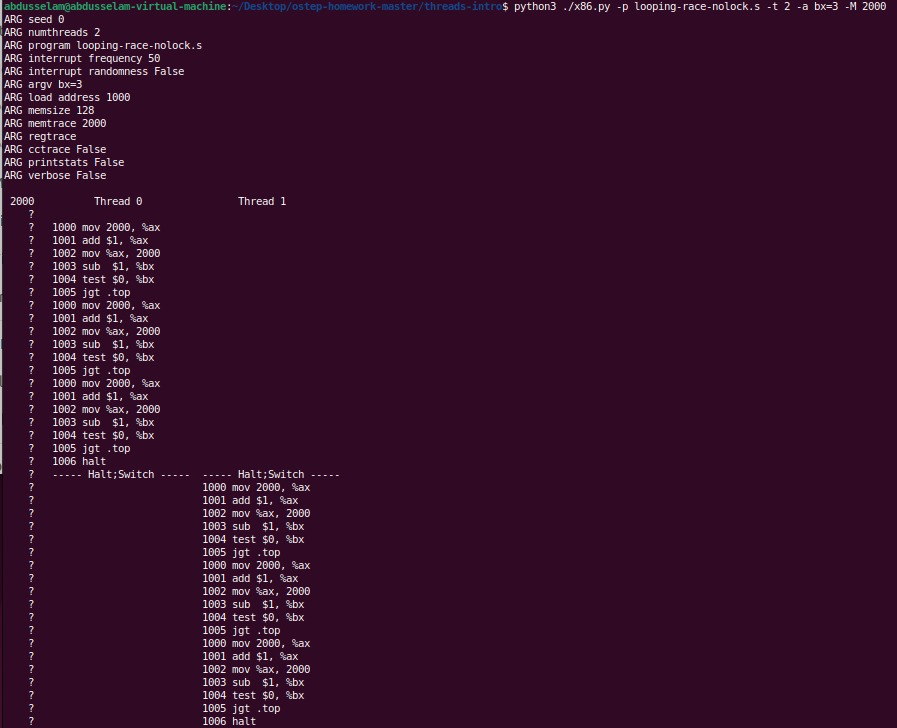 abdusselam@abdusselam-virtual-machine:~/Desktop/ostep-homework-master/threads-intro$ python3 ./x86.py -p looping-race-nolock.s -t 2 -a bx=3 -M 2000
ARG seed 0
ARG numthreads 2
ARG program looping-race-nolock.s
ARG interrupt frequency 50
ARG interrupt randomness False
ARG argv bx=3
ARG load address 1000
ARG memsize 128
ARG memtrace 2000
ARG regtrace
ARG cctrace False
ARG printstats False
ARG verbose False
2000 Thread 0 Thread 1
?
? 1000 mov 2000, %ax
? 1001 add $1, %ax
? 1002 mov %ax, 2000
? 1003 sub  $1, %bx
? 1004 test $0, %bx
? 1005 jgt .top
? 1000 mov 2000, %ax
? 1001 add $1, %ax
? 1002 mov %ax, 2000
? 1003 sub  $1, %bx
? 1004 test $0, %bx
? 1005 jgt .top
? 1000 mov 2000, %ax
? 1001 add $1, %ax
? 1002 mov %ax, 2000
? 1003 sub  $1, %bx
? 1004 test $0, %bx
? 1005 jgt .top
? 1006 halt
? ----- Halt;Switch ----- ----- Halt;Switch -----
? 1000 mov 2000, %ax
? 1001 add $1, %ax
? 1002 mov %ax, 2000
? 1003 sub  $1, %bx
? 1004 test $0, %bx
? 1005 jgt .top
? 1000 mov 2000, %ax
? 1001 add $1, %ax
? 1002 mov %ax, 2000
? 1003 sub  $1, %bx
? 1004 test $0, %bx
? 1005 jgt .top
? 1000 mov 2000, %ax
? 1001 add $1, %ax
? 1002 mov %ax, 2000
? 1003 sub  $1, %bx
? 1004 test $0, %bx
? 1005 jgt .top
? 1006 halt